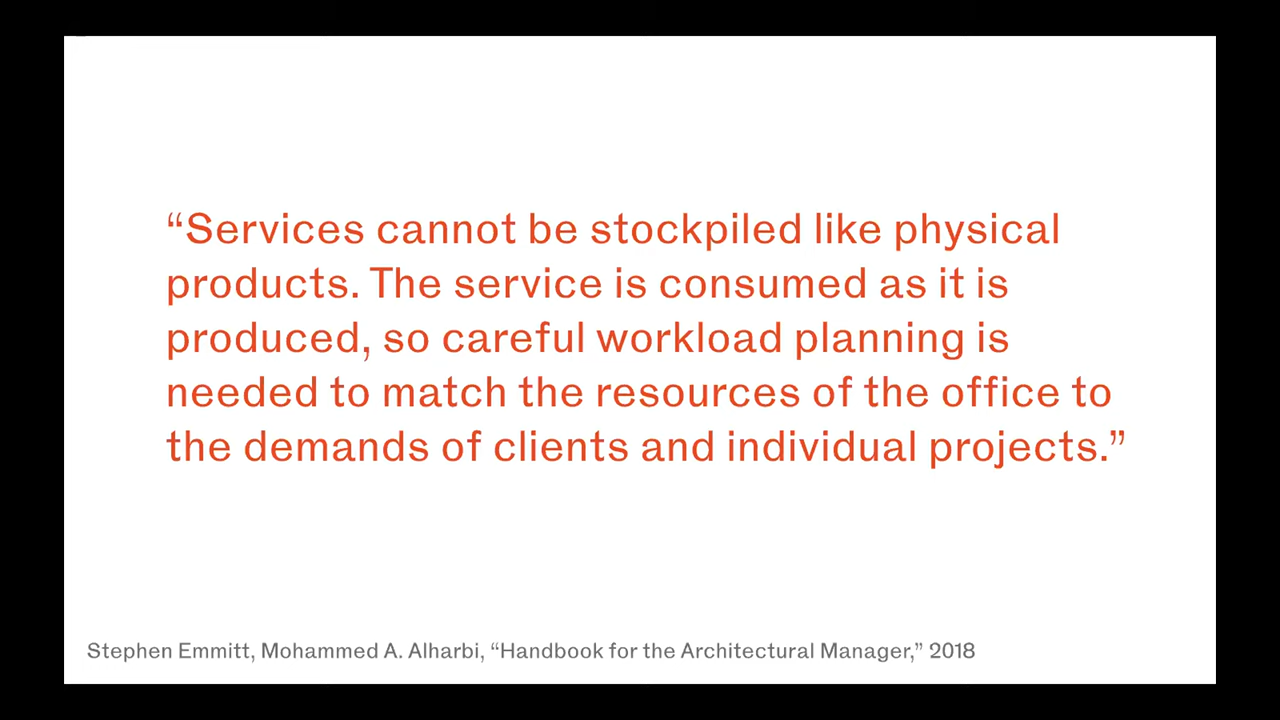 “Services cannot be stockpiled like physical
products. The service is consumed as it is
produced, so careful workload planning is
needed to match the resources of the office to
the demands of clients and individual projects.”
Stephen Emmitt, Mohammed A. Alharbi, “Handbook for the Architectural Manager,” 2018